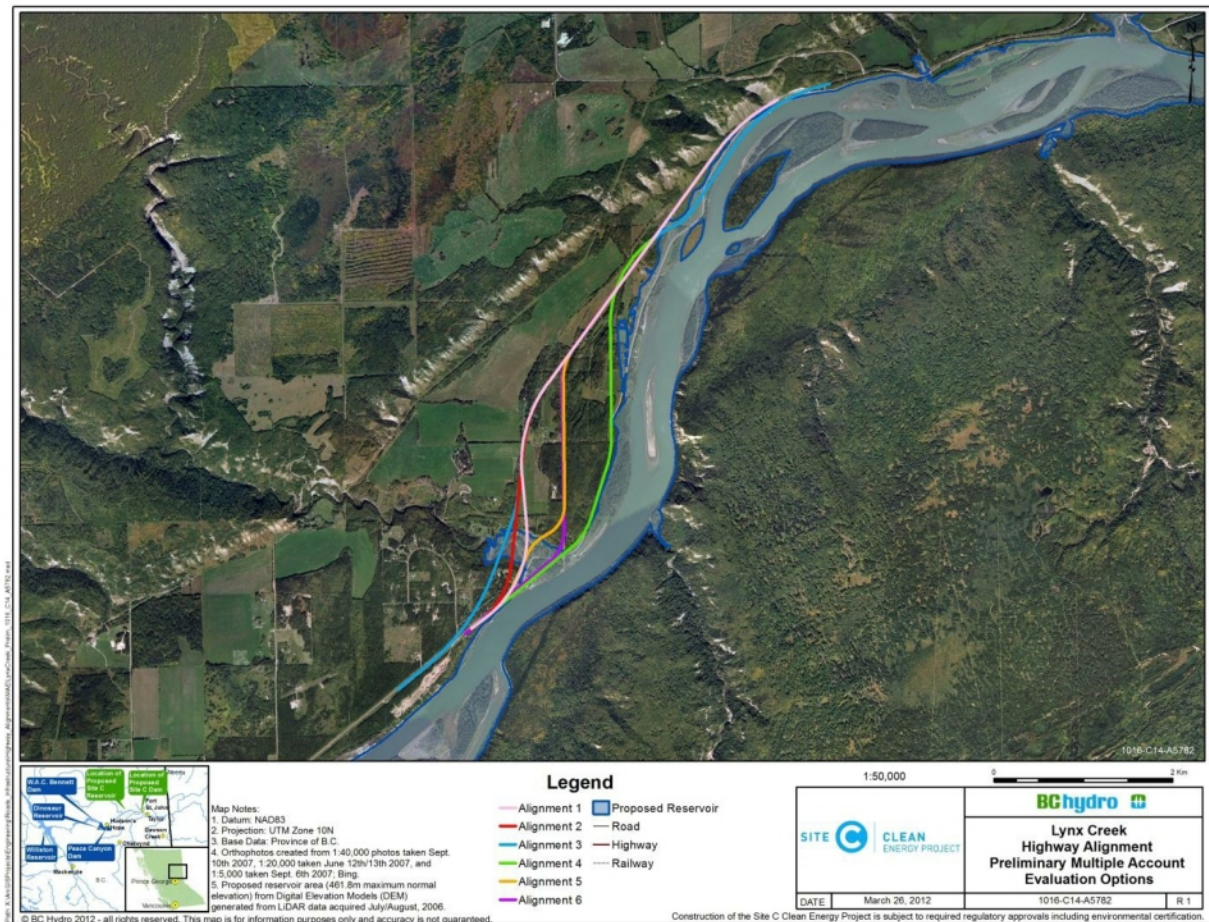 N
1016-C14-A5782
W.A.C. Bennett
Dam
Location of
Proposed
Site C
Reservoir
Location of
Proposed
Site C Dam
Alberta
Dinosaur
Reservoir
Fort
St. John
Taylor
Hudson's
Hope
Dawson
Creek
Chetwynd
Williston
Reservoir
Peace Canyon
Dam
Mackenzie
B.C.
Prince George
Vancouver
Map Notes:
1. Datum: NAD83
2. Projection: UTM Zone 10N
3. Base Data: Province of B.C.
4. Orthophotos created from 1:40,000 photos taken Sept.
10th 2007, 1:20,000 taken June 12th/13th 2007, and
1:5,000 taken Sept. 6th 2007; Bing.
5. Proposed reservoir area (461.8m maximum normal
elevation) from Digital Elevation Models (DEM)
generated from LiDAR data acquired July/August, 2006.
© BC Hydro 2012 - all rights reserved. This map is for information purposes only and accuracy is not guaranteed.
Legend
Alignment 1
Alignment 2
Alignment 3
Alignment 4
Alignment 5
Alignment 6
Proposed Reservoir
Road
Highway
Railway
1:50,000
0 2 Km
SITE C CLEAN
ENERGY PROJECT
BC hydro
Lynx Creek
Highway Alignment
Preliminary Multiple Account
Evaluation Options
DATE March 26, 2012 1016-C14-A5782 R 1
Construction of the Site C Clean Energy Project is subject to required regulatory approvals including environmental certification.